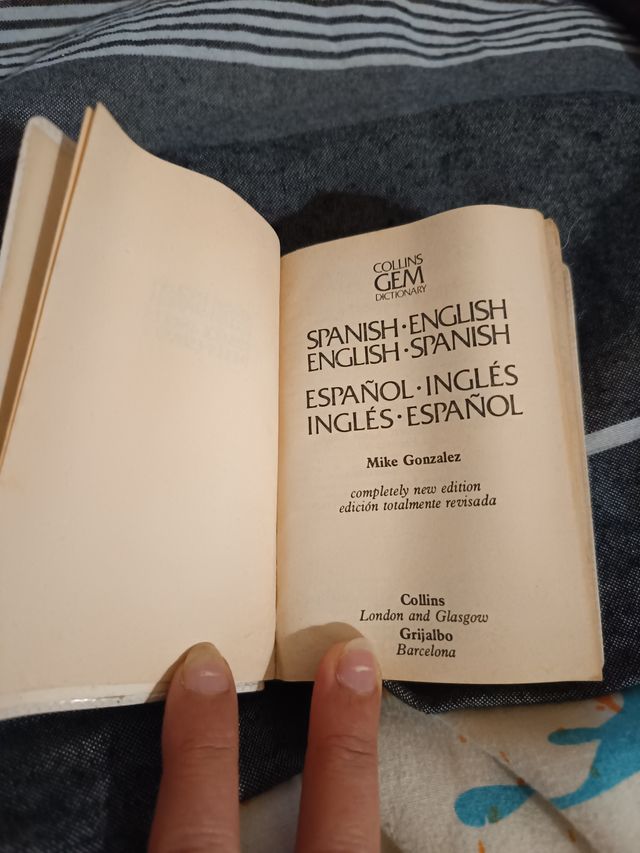 COLLINS
GEM
DICTIONARY
SPANISH·ENGLISH
ENGLISH·SPANISH
ESPAÑOL·INGLÉS
INGLÉS·ESPAÑOL
Mike Gonzalez
completely new edition
edición totalmente revisada
Collins
London and Glasgow
Grijalbo
Barcelona